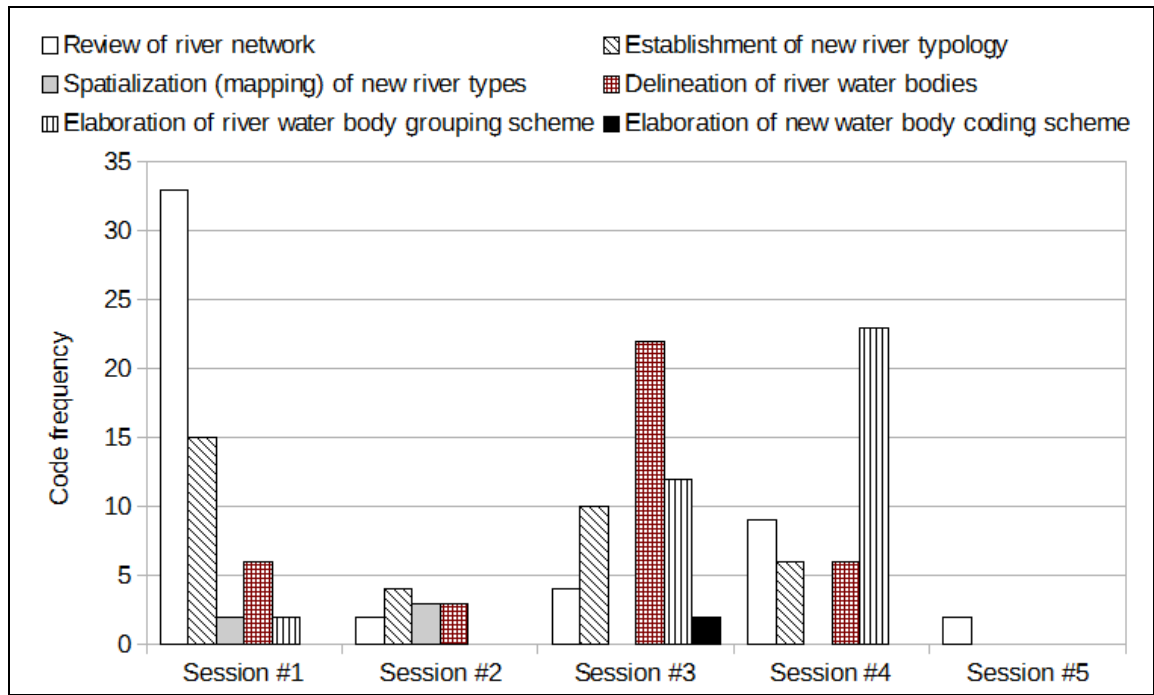 Review of river network
Establishment of new river typology
Spatialization (mapping) of new river types
Delineation of river water bodies
Elaboration of river water body grouping scheme
Elaboration of new water body coding scheme
35
30
25
20
15
10
5
0
Code frequency
Session #1
Session #2
Session #3
Session #4
Session #5